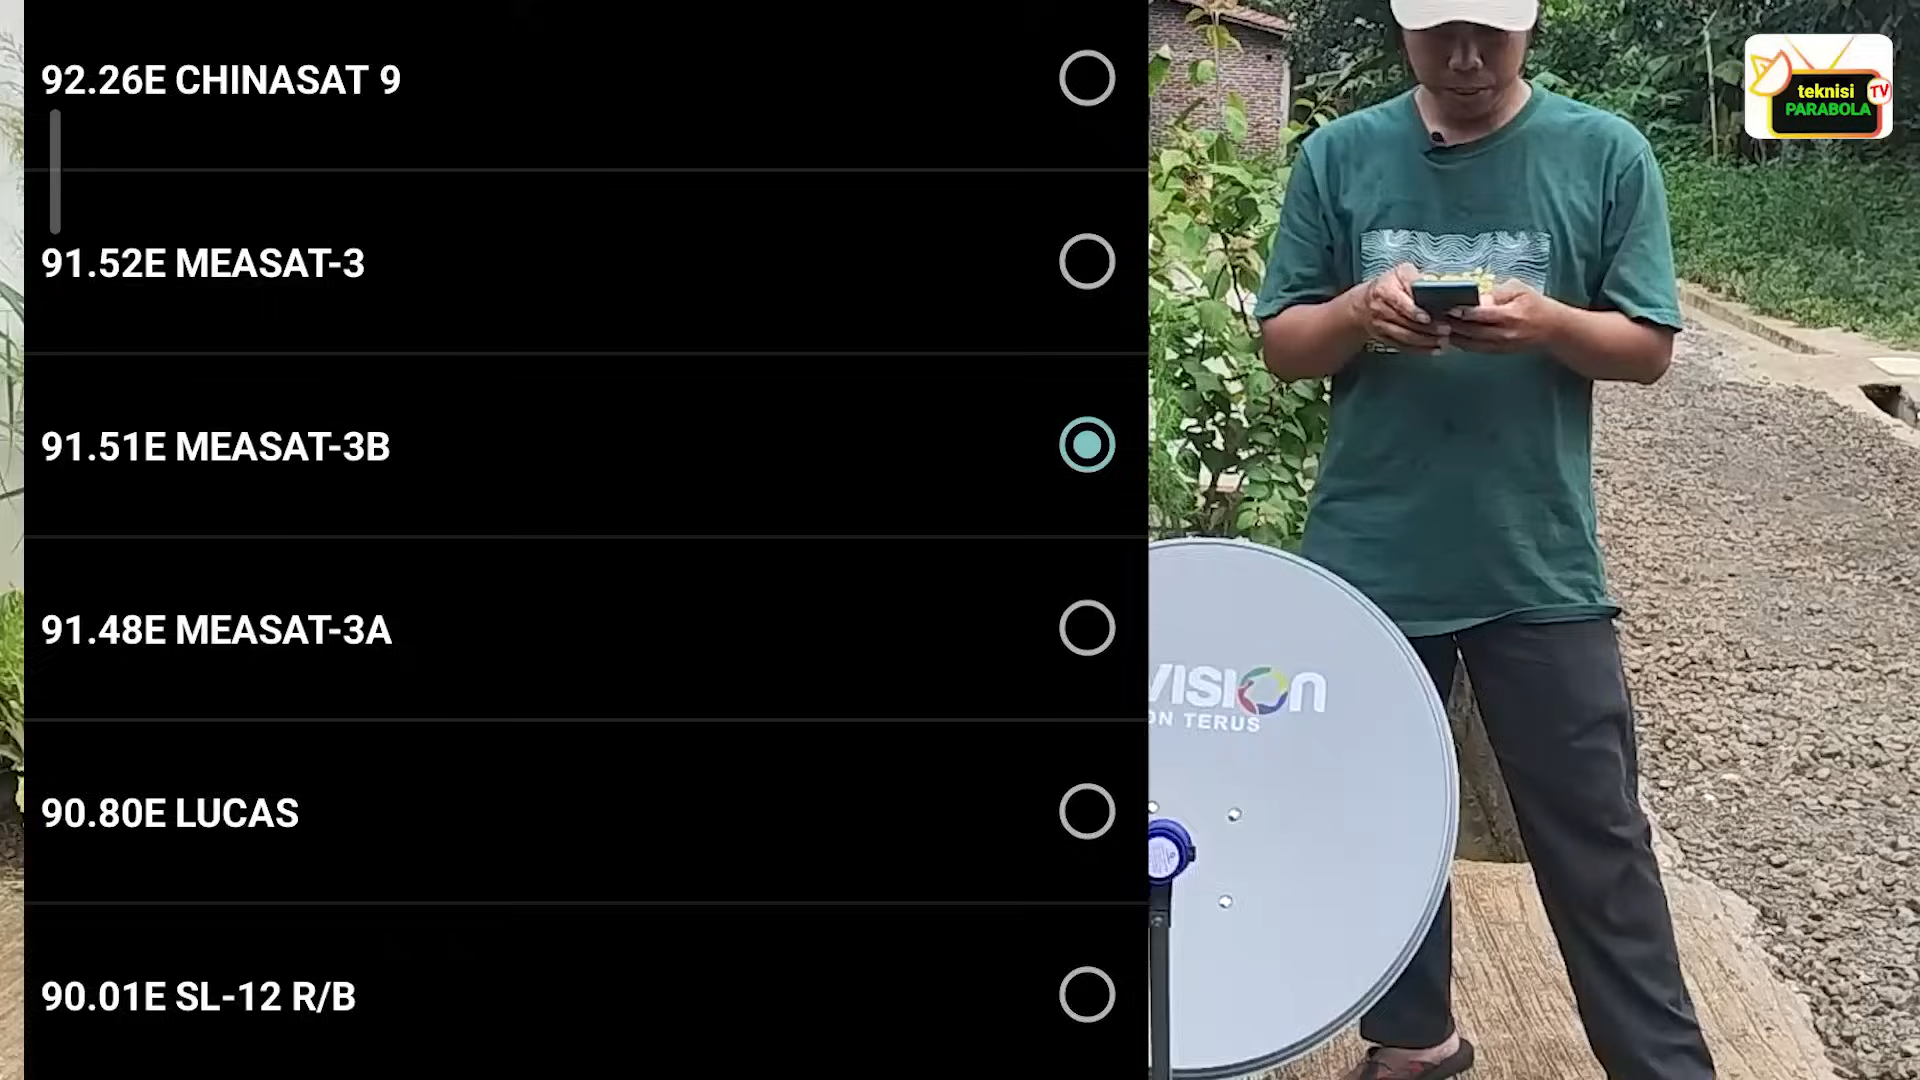 92.26E CHINASAT 9
91.52E MEASAT-3
91.51E MEASAT-3B
91.48E MEASAT-3A
90.80E LUCAS
90.01E SL-12 R/B
teknisi TV
PARABOLA
VISION
ON TERUS